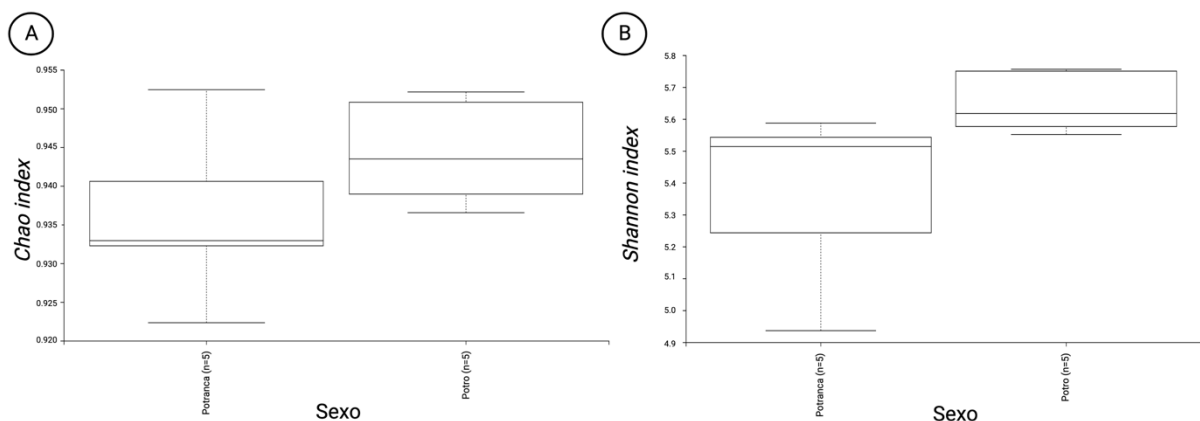 A
Chao index
0.955
0.950
0.945
0.940
0.935
0.930
0.925
0.920
Potranca (n=5)
Potro (n=5)
Sexo
B
Shannon index
5.8
5.7
5.6
5.5
5.4
5.3
5.2
5.1
5.0
4.9
Potranca (n=5)
Potro (n=5)
Sexo